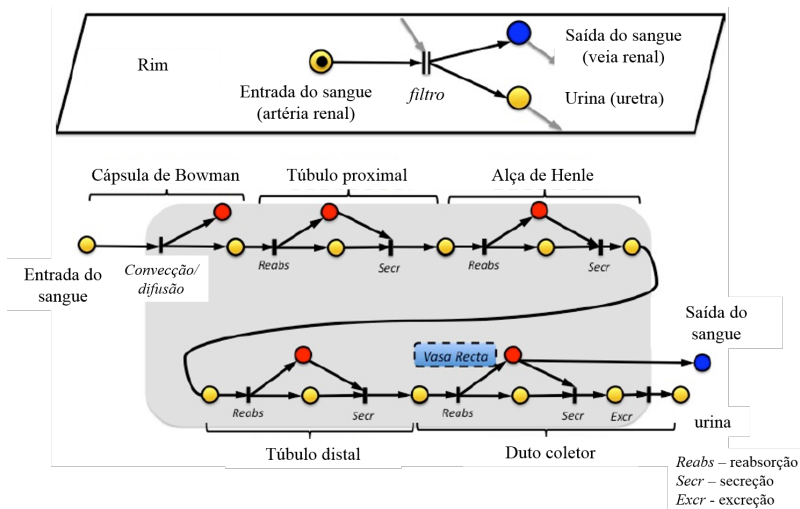 Rim
Entrada do sangue
(artéria renal)
filtro
Saída do sangue
(veia renal)
Urina (uretra)
Cápsula de Bowman
Túbulo proximal
Alça de Henle
Entrada do
sangue
Convecção/
difusão
Reabs
Secr
Reabs
Secr
Saída do
sangue
Vasa Recta
Reabs
Secr
Reabs
Secr
Excr
urina
Túbulo distal
Duto coletor
Reabs – reabsorção
Secr – secreção
Excr - excreção